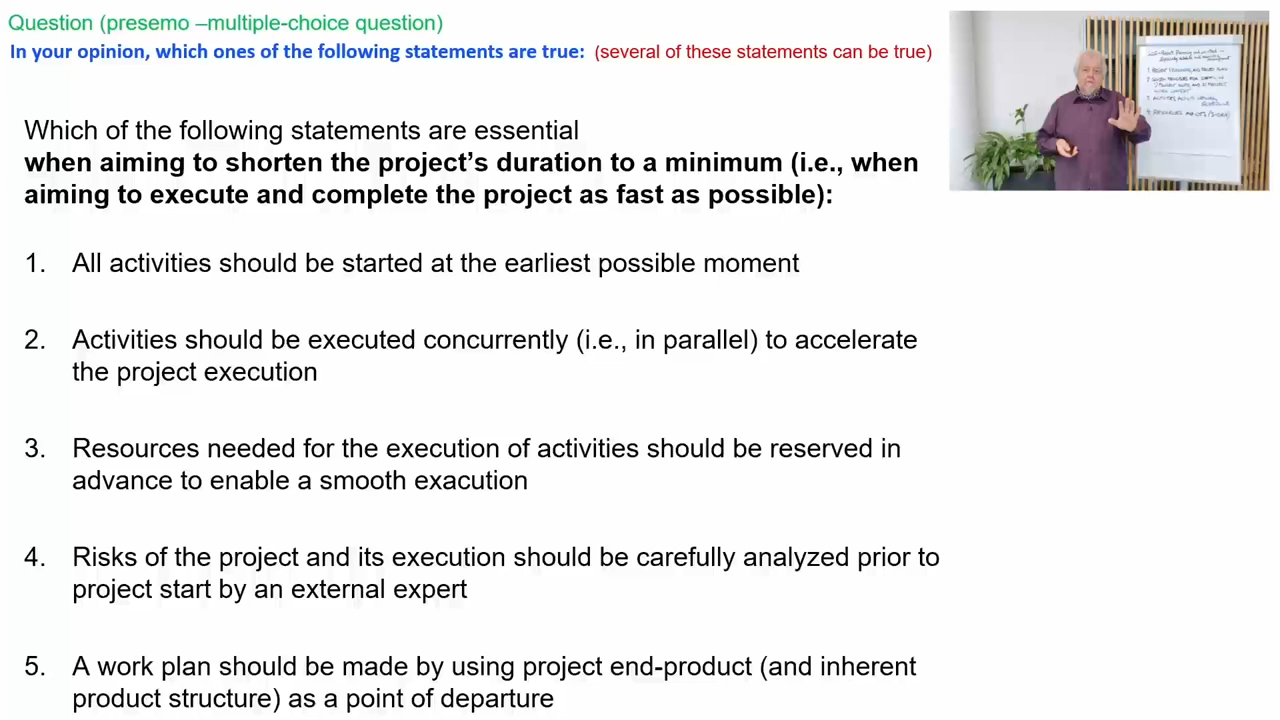 Question (presemo –multiple-choice question)
In your opinion, which ones of the following statements are true: (several of these statements can be true)
Which of the following statements are essential
when aiming to shorten the project's duration to a minimum (i.e., when
aiming to execute and complete the project as fast as possible):
1. All activities should be started at the earliest possible moment
2. Activities should be executed concurrently (i.e., in parallel) to accelerate
the project execution
3. Resources needed for the execution of activities should be reserved in
advance to enable a smooth exacution
4. Risks of the project and its execution should be carefully analyzed prior to
project start by an external expert
5. A work plan should be made by using project end-product (and inherent
product structure) as a point of departure